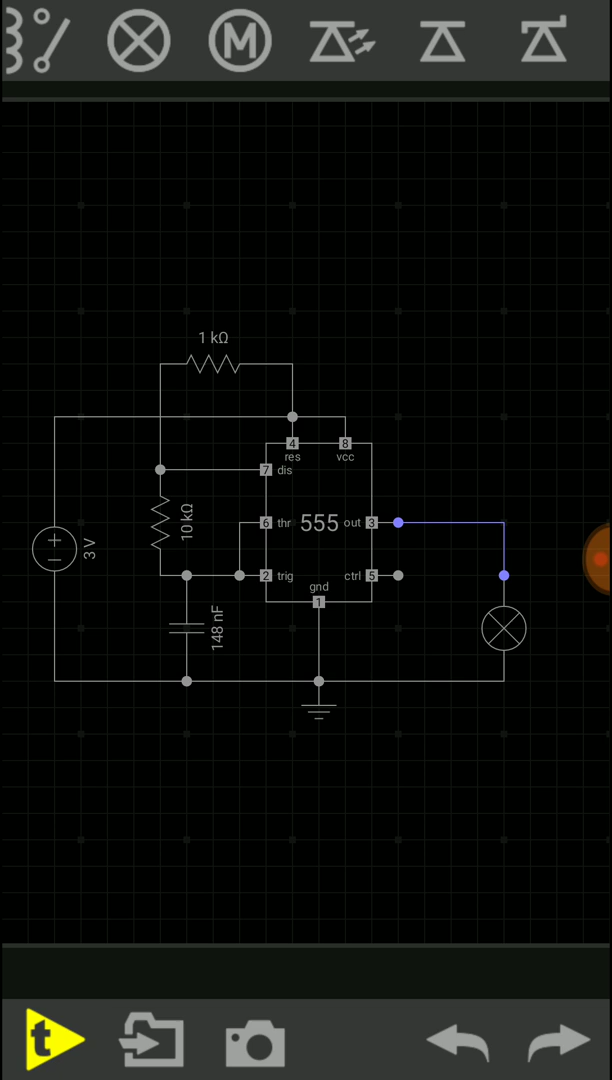 M
1 kΩ
4
8
res
vcc
7
dis
10 kΩ
6
thr
555
out
3
3 V
2
trig
gnd
ctrl
5
1
148 nF
t